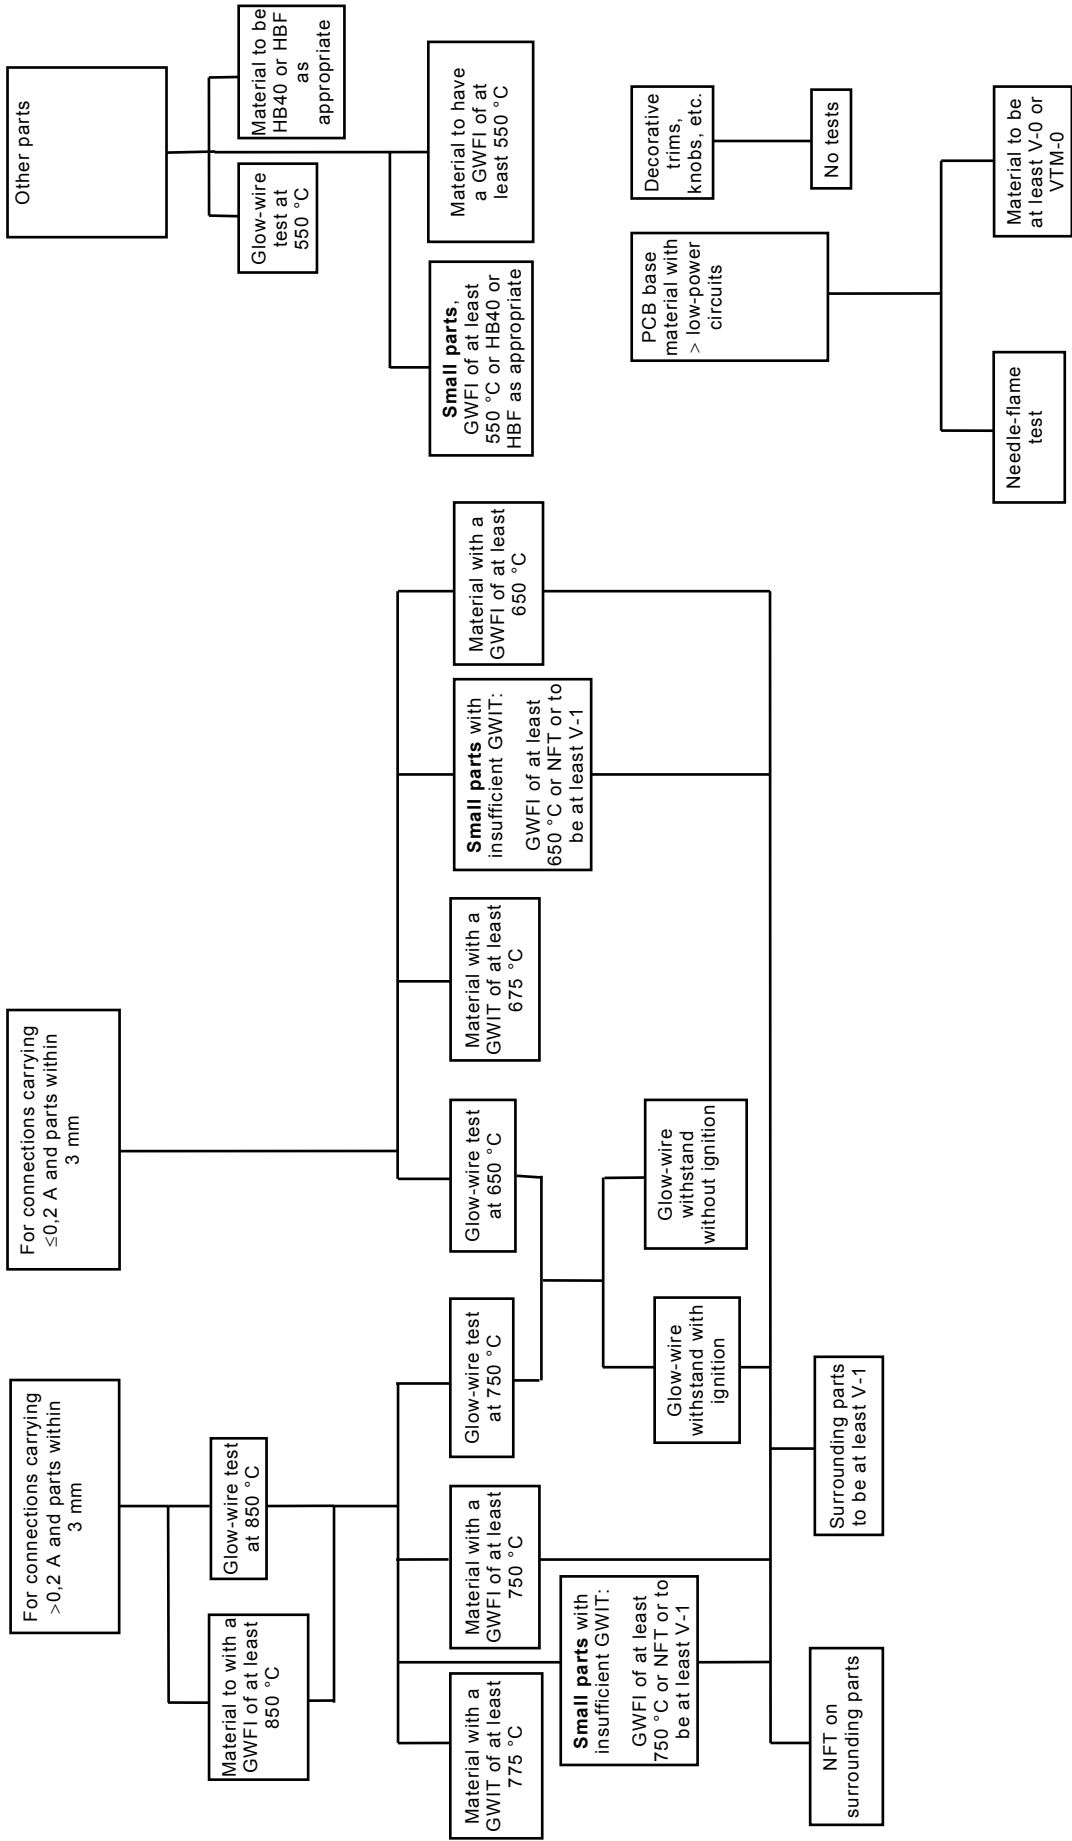 For connections carrying
>0,2 A and parts within
3 mm
Material to with a
GWFI of at least
850 °C
Glow-wire test
at 850 °C
Material with a
GWIT of at least
775 °C
Small parts with
insufficient GWIT:
GWFI of at least
750 °C or NFT or to
be at least V-1
Material with a
GWFI of at least
750 °C
Glow-wire test
at 750 °C
For connections carrying
≤0,2 A and parts within
3 mm
Glow-wire test
at 650 °C
Material with a
GWIT of at least
675 °C
Small parts with
insufficient GWIT:
GWFI of at least
650 °C or NFT or to
be at least V-1
Material with a
GWFI of at least
650 °C
Glow-wire
withstand with
ignition
Glow-wire
withstand
without ignition
NFT on
surrounding parts
Surrounding parts
to be at least V-1
Other parts
Glow-wire
test at
550 °C
Material to be
HB40 or HBF
as
appropriate
Small parts,
GWFI of at least
550 °C or HB40 or
HBF as appropriate
Material to have
a GWFI of at
least 550 °C
PCB base
material with
> low-power
circuits
Decorative
trims,
knobs, etc.
No tests
Needle-flame
test
Material to be
at least V-0 or
VTM-0